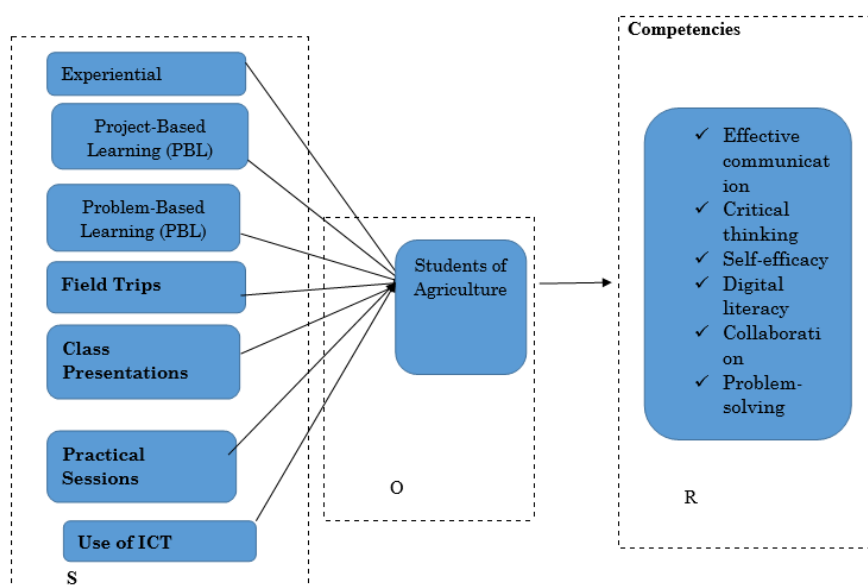 Experiential
Project-Based
Learning (PBL)
Problem-Based
Learning (PBL)
Field Trips
Class
Presentations
Practical
Sessions
Use of ICT
S
Students of
Agriculture
O
Competencies
✓ Effective
communicat
ion
✓ Critical
thinking
✓ Self-efficacy
✓ Digital
literacy
✓ Collaborati
on
✓ Problem-
solving
R